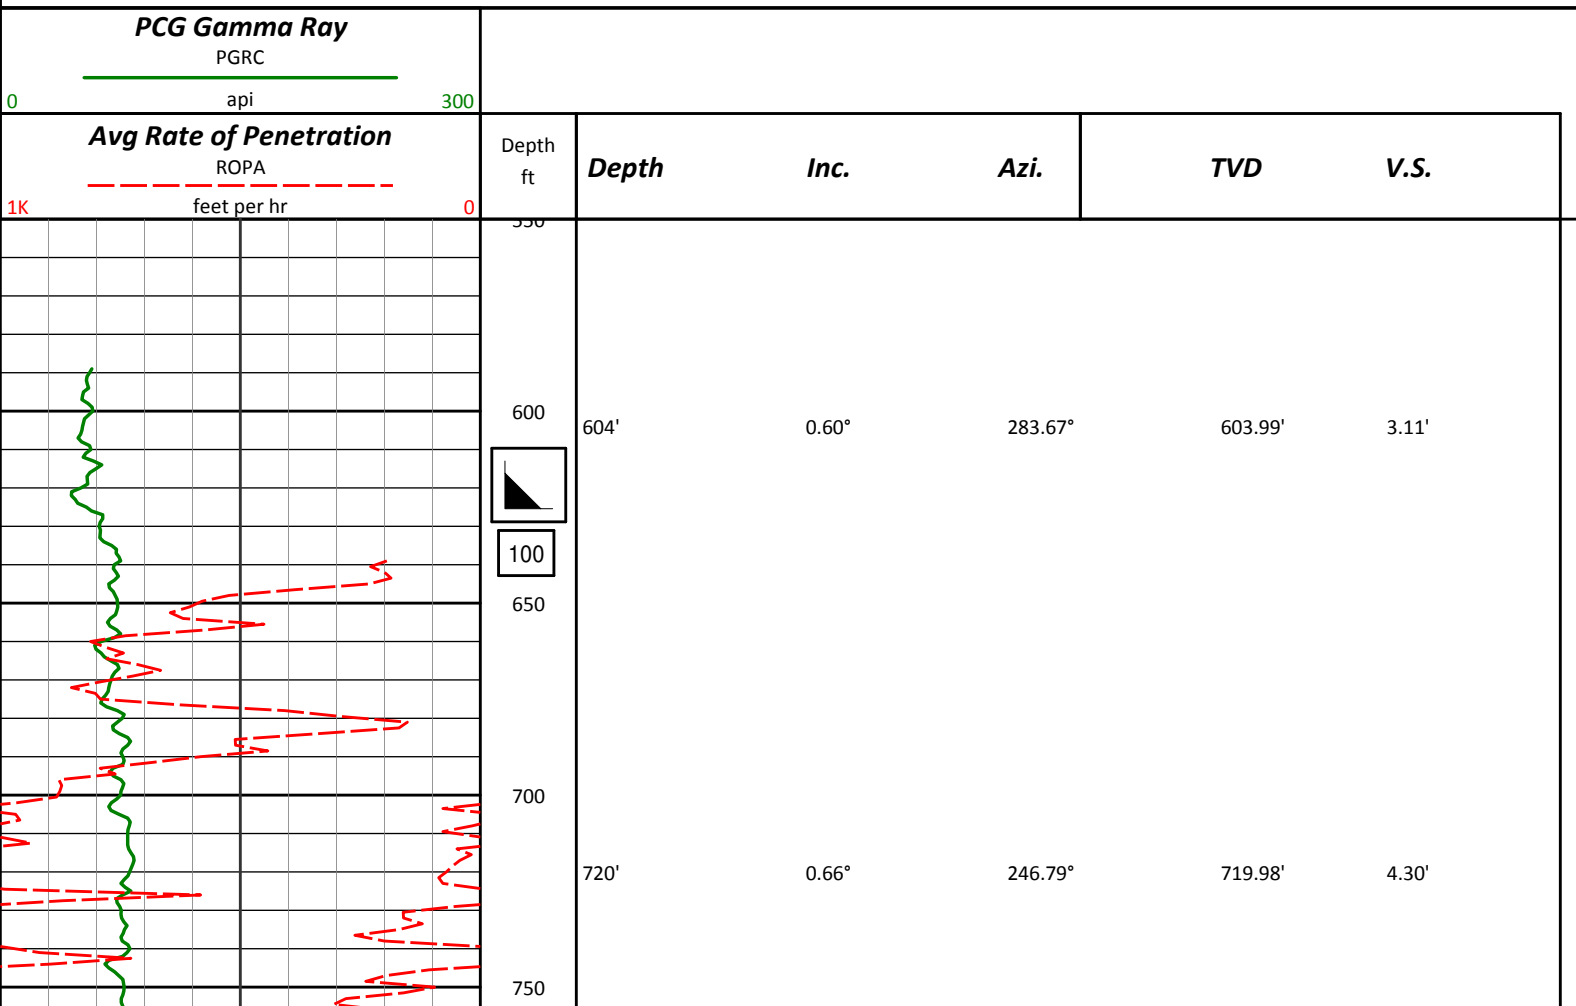 PCG Gamma Ray
PGRC
0 api 300
Avg Rate of Penetration
ROPA
1K feet per hr 0
Depth
ft
Depth Inc. Azi. TVD V.S.
550
600
604' 0.60° 283.67° 603.99' 3.11'
100
650
700
720' 0.66° 246.79° 719.98' 4.30'
750